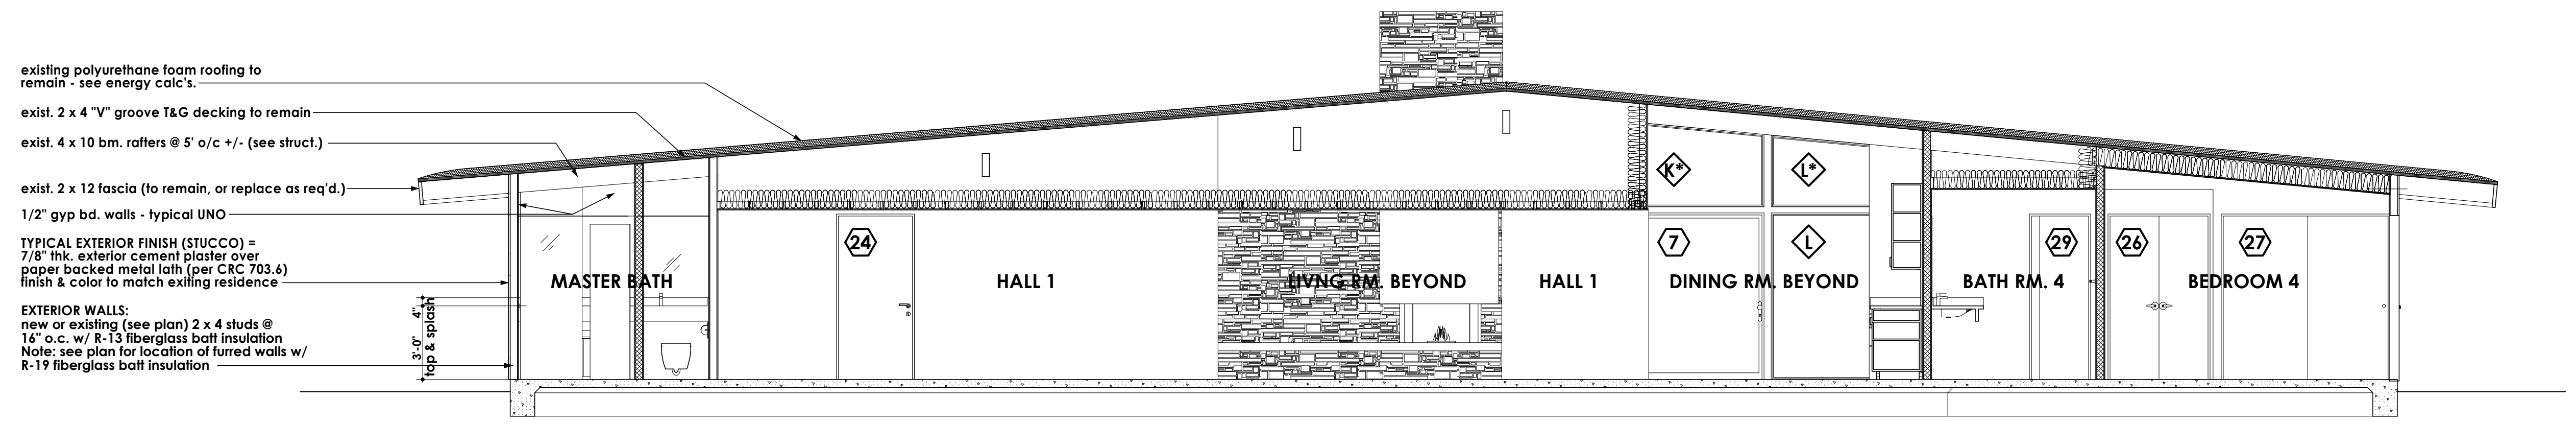 existing polyurethane foam roofing to
remain - see energy calc's.
exist. 2 x 4 "V" groove T&G decking to remain
exist. 4 x 10 bm. rafters @ 5' o/c +/- (see struct.)
exist. 2 x 12 fascia (to remain, or replace as req'd.)
1/2" gyp bd. walls - typical UNO
TYPICAL EXTERIOR FINISH (STUCCO) =
7/8" thk. exterior cement plaster over
paper backed metal lath (per CRC 703.6)
finish & color to match exiting residence
EXTERIOR WALLS:
new or existing (see plan) 2 x 4 studs @
16" o.c. w/ R-13 fiberglass batt insulation
Note: see plan for location of furred walls w/
R-19 fiberglass batt insulation
3'-0"
4"
top & splash
MASTER BATH
24
HALL 1
LIVNG RM. BEYOND
HALL 1
K*
L*
7
L
DINING RM. BEYOND
29
BATH RM. 4
26
27
BEDROOM 4